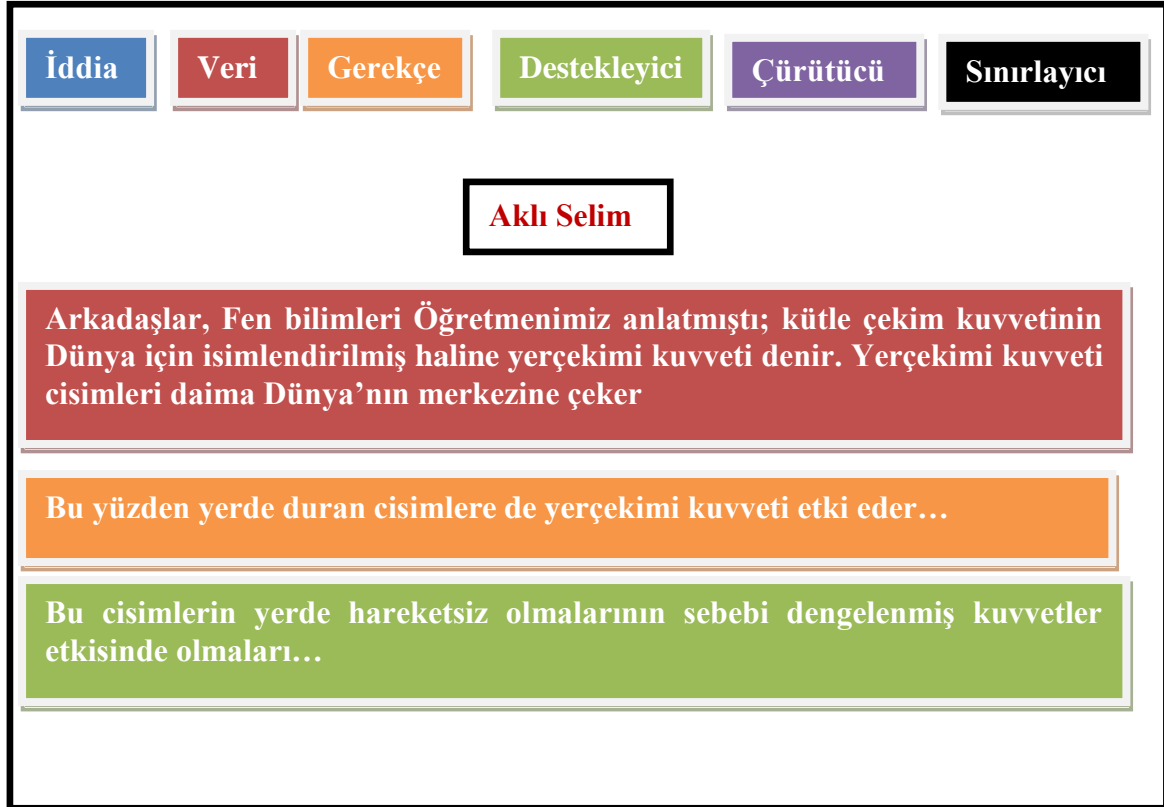 İddia Veri Gerekçe Destekleyici Çürütücü Sınırlayıcı
Aklı Selim
Arkadaşlar, Fen bilimleri Öğretmenimiz anlatmıştı; kütle çekim kuvvetinin
Dünya için isimlendirilmiş haline yerçekimi kuvveti denir. Yerçekimi kuvveti
cisimleri daima Dünya’nın merkezine çeker
Bu yüzden yerde duran cisimlere de yerçekimi kuvveti etki eder…
Bu cisimlerin yerde hareketsiz olmalarının sebebi dengelenmiş kuvvetler
etkisinde olmaları…